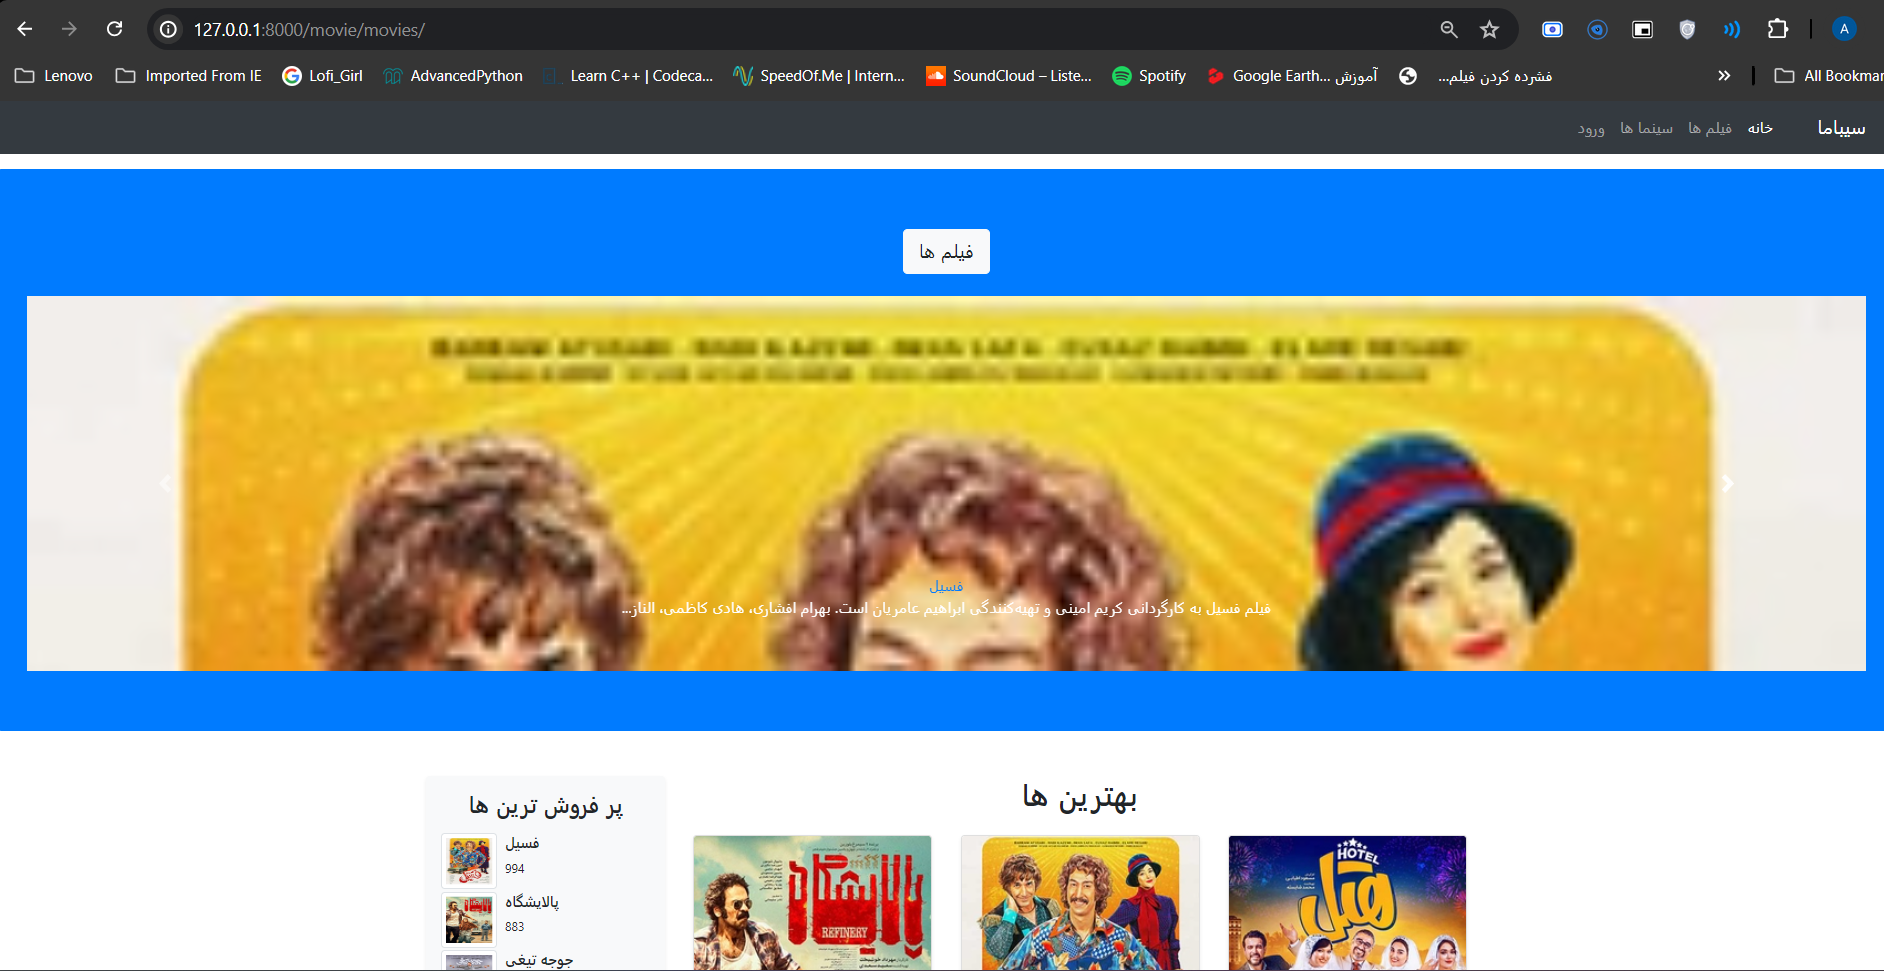 127.0.0.1:8000/movie/movies/
Lenovo
Imported From IE
Lofi_Girl
AdvancedPython
Learn C++ | Codeca...
SpeedOf.Me | Intern...
SoundCloud – Liste...
Spotify
آموزش Google Earth...
فشرده کردن فیلم...
All Bookmar
A
سیباما
خانه
فیلم ها
سینما ها
ورود
فیلم ها
فسیل
فیلم فسیل به کارگردانی کریم امینی و تهیه‌کنندگی ابراهیم عامریان است. بهرام افشاری، هادی کاظمی، الناز...
بهترین ها
HOTEL
هتل
پالایشگاه
REFINERY
پر فروش ترین ها
فسیل
994
پالایشگاه
883
جوجه تیغی